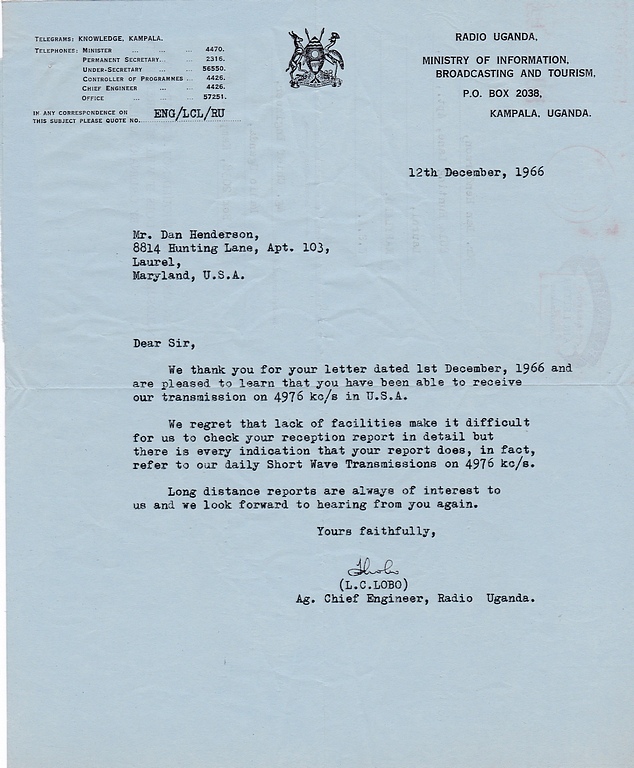 TELEGRAMS: KNOWLEDGE, KAMPALA.
TELEPHONES: MINISTER ... ... ... 4470.
PERMANENT SECRETARY... ... 2316.
UNDER-SECRETARY ... ... 56550.
CONTROLLER OF PROGRAMMES ... 4426.
CHIEF ENGINEER ... ... 4426.
OFFICE ... ... ... 57251.
IN ANY CORRESPONDENCE ON
THIS SUBJECT PLEASE QUOTE NO. ENG/LCL/RU
RADIO UGANDA,
MINISTRY OF INFORMATION,
BROADCASTING AND TOURISM,
P.O. BOX 2038,
KAMPALA, UGANDA.
12th December, 1966
Mr. Dan Henderson,
8814 Hunting Lane, Apt. 103,
Laurel,
Maryland, U.S.A.
Dear Sir,
We thank you for your letter dated 1st December, 1966 and
are pleased to learn that you have been able to receive
our transmission on 4976 kc/s in U.S.A.
We regret that lack of facilities make it difficult
for us to check your reception report in detail but
there is every indication that your report does, in fact,
refer to our daily Short Wave Transmissions on 4976 kc/s.
Long distance reports are always of interest to
us and we look forward to hearing from you again.
Yours faithfully,
(L.C.LOBO)
Ag. Chief Engineer, Radio Uganda.